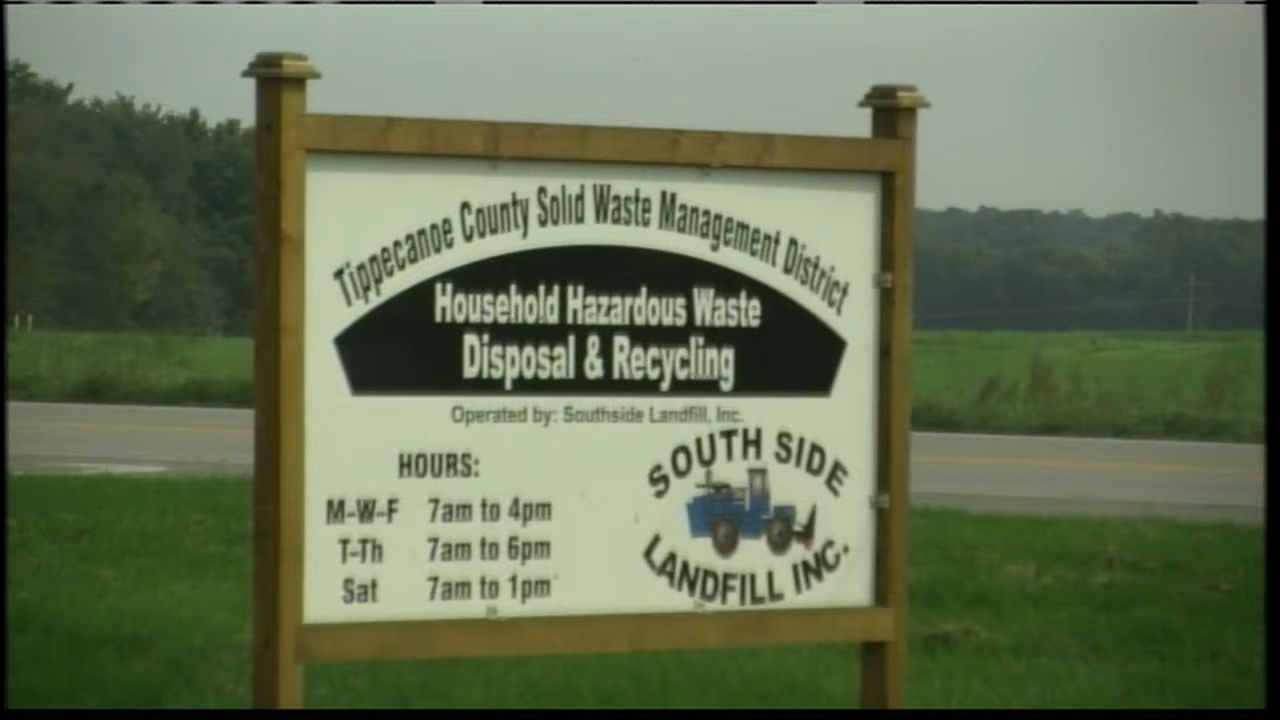 Tippecanoe County Solid Waste Management District
Household Hazardous Waste
Disposal & Recycling
Operated by: Southside Landfill, Inc.
HOURS:
M-W-F 7am to 4pm
T-Th 7am to 6pm
Sat 7am to 1pm
SOUTH SIDE
LANDFILL INC.